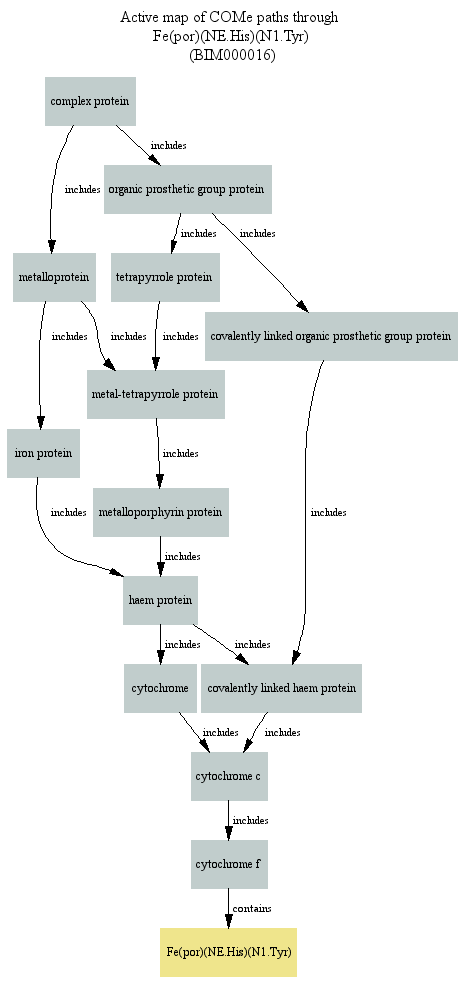 Active map of COMe paths through
Fe(por)(NE.His)(N1.Tyr)
(BIM000016)
complex protein
includes
includes
organic prosthetic group protein
includes
includes
metalloprotein
tetrapyrrole protein
covalently linked organic prosthetic group protein
includes
includes
includes
metal-tetrapyrrole protein
iron protein
includes
metalloporphyrin protein
includes
includes
includes
haem protein
includes
includes
cytochrome
covalently linked haem protein
includes
includes
cytochrome c
includes
cytochrome f
contains
Fe(por)(NE.His)(N1.Tyr)